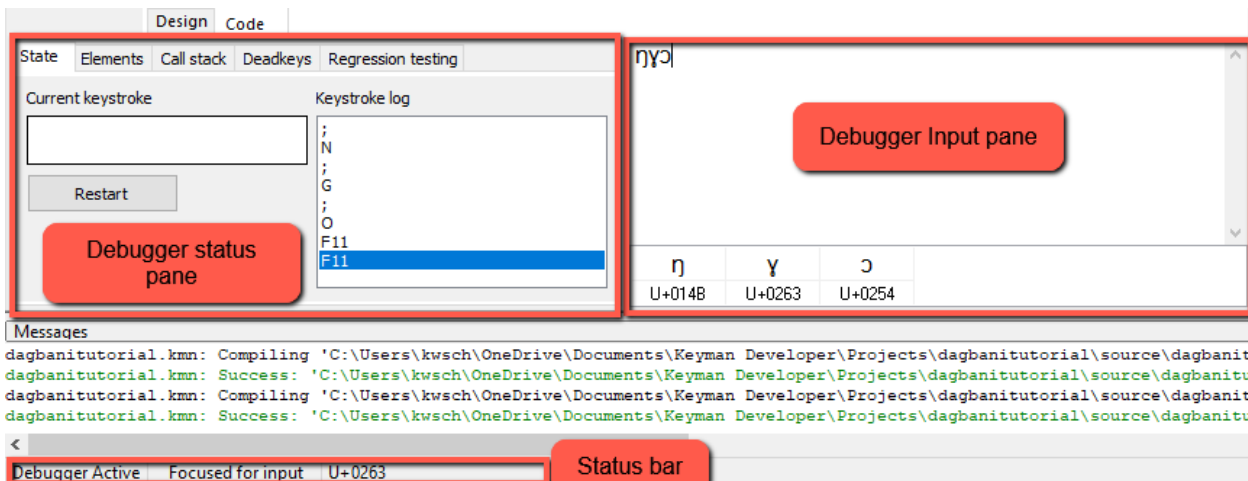 Design Code
State Elements Call stack Deadkeys Regression testing
Current keystroke
Keystroke log
;
N
;
G
;
O
F11
F11
Restart
Debugger status
pane
ŋɣɔ
Debugger Input pane
ŋ ɣ ɔ
U+014B U+0263 U+0254
Messages
dagbanitutorial.kmn: Compiling 'C:\Users\kwsch\OneDrive\Documents\Keyman Developer\Projects\dagbanitutorial\source\dagbanit
dagbanitutorial.kmn: Success: 'C:\Users\kwsch\OneDrive\Documents\Keyman Developer\Projects\dagbanitutorial\source\dagbanitu
dagbanitutorial.kmn: Compiling 'C:\Users\kwsch\OneDrive\Documents\Keyman Developer\Projects\dagbanitutorial\source\dagbanit
dagbanitutorial.kmn: Success: 'C:\Users\kwsch\OneDrive\Documents\Keyman Developer\Projects\dagbanitutorial\source\dagbanitu
Debugger Active Focused for input U+0263
Status bar